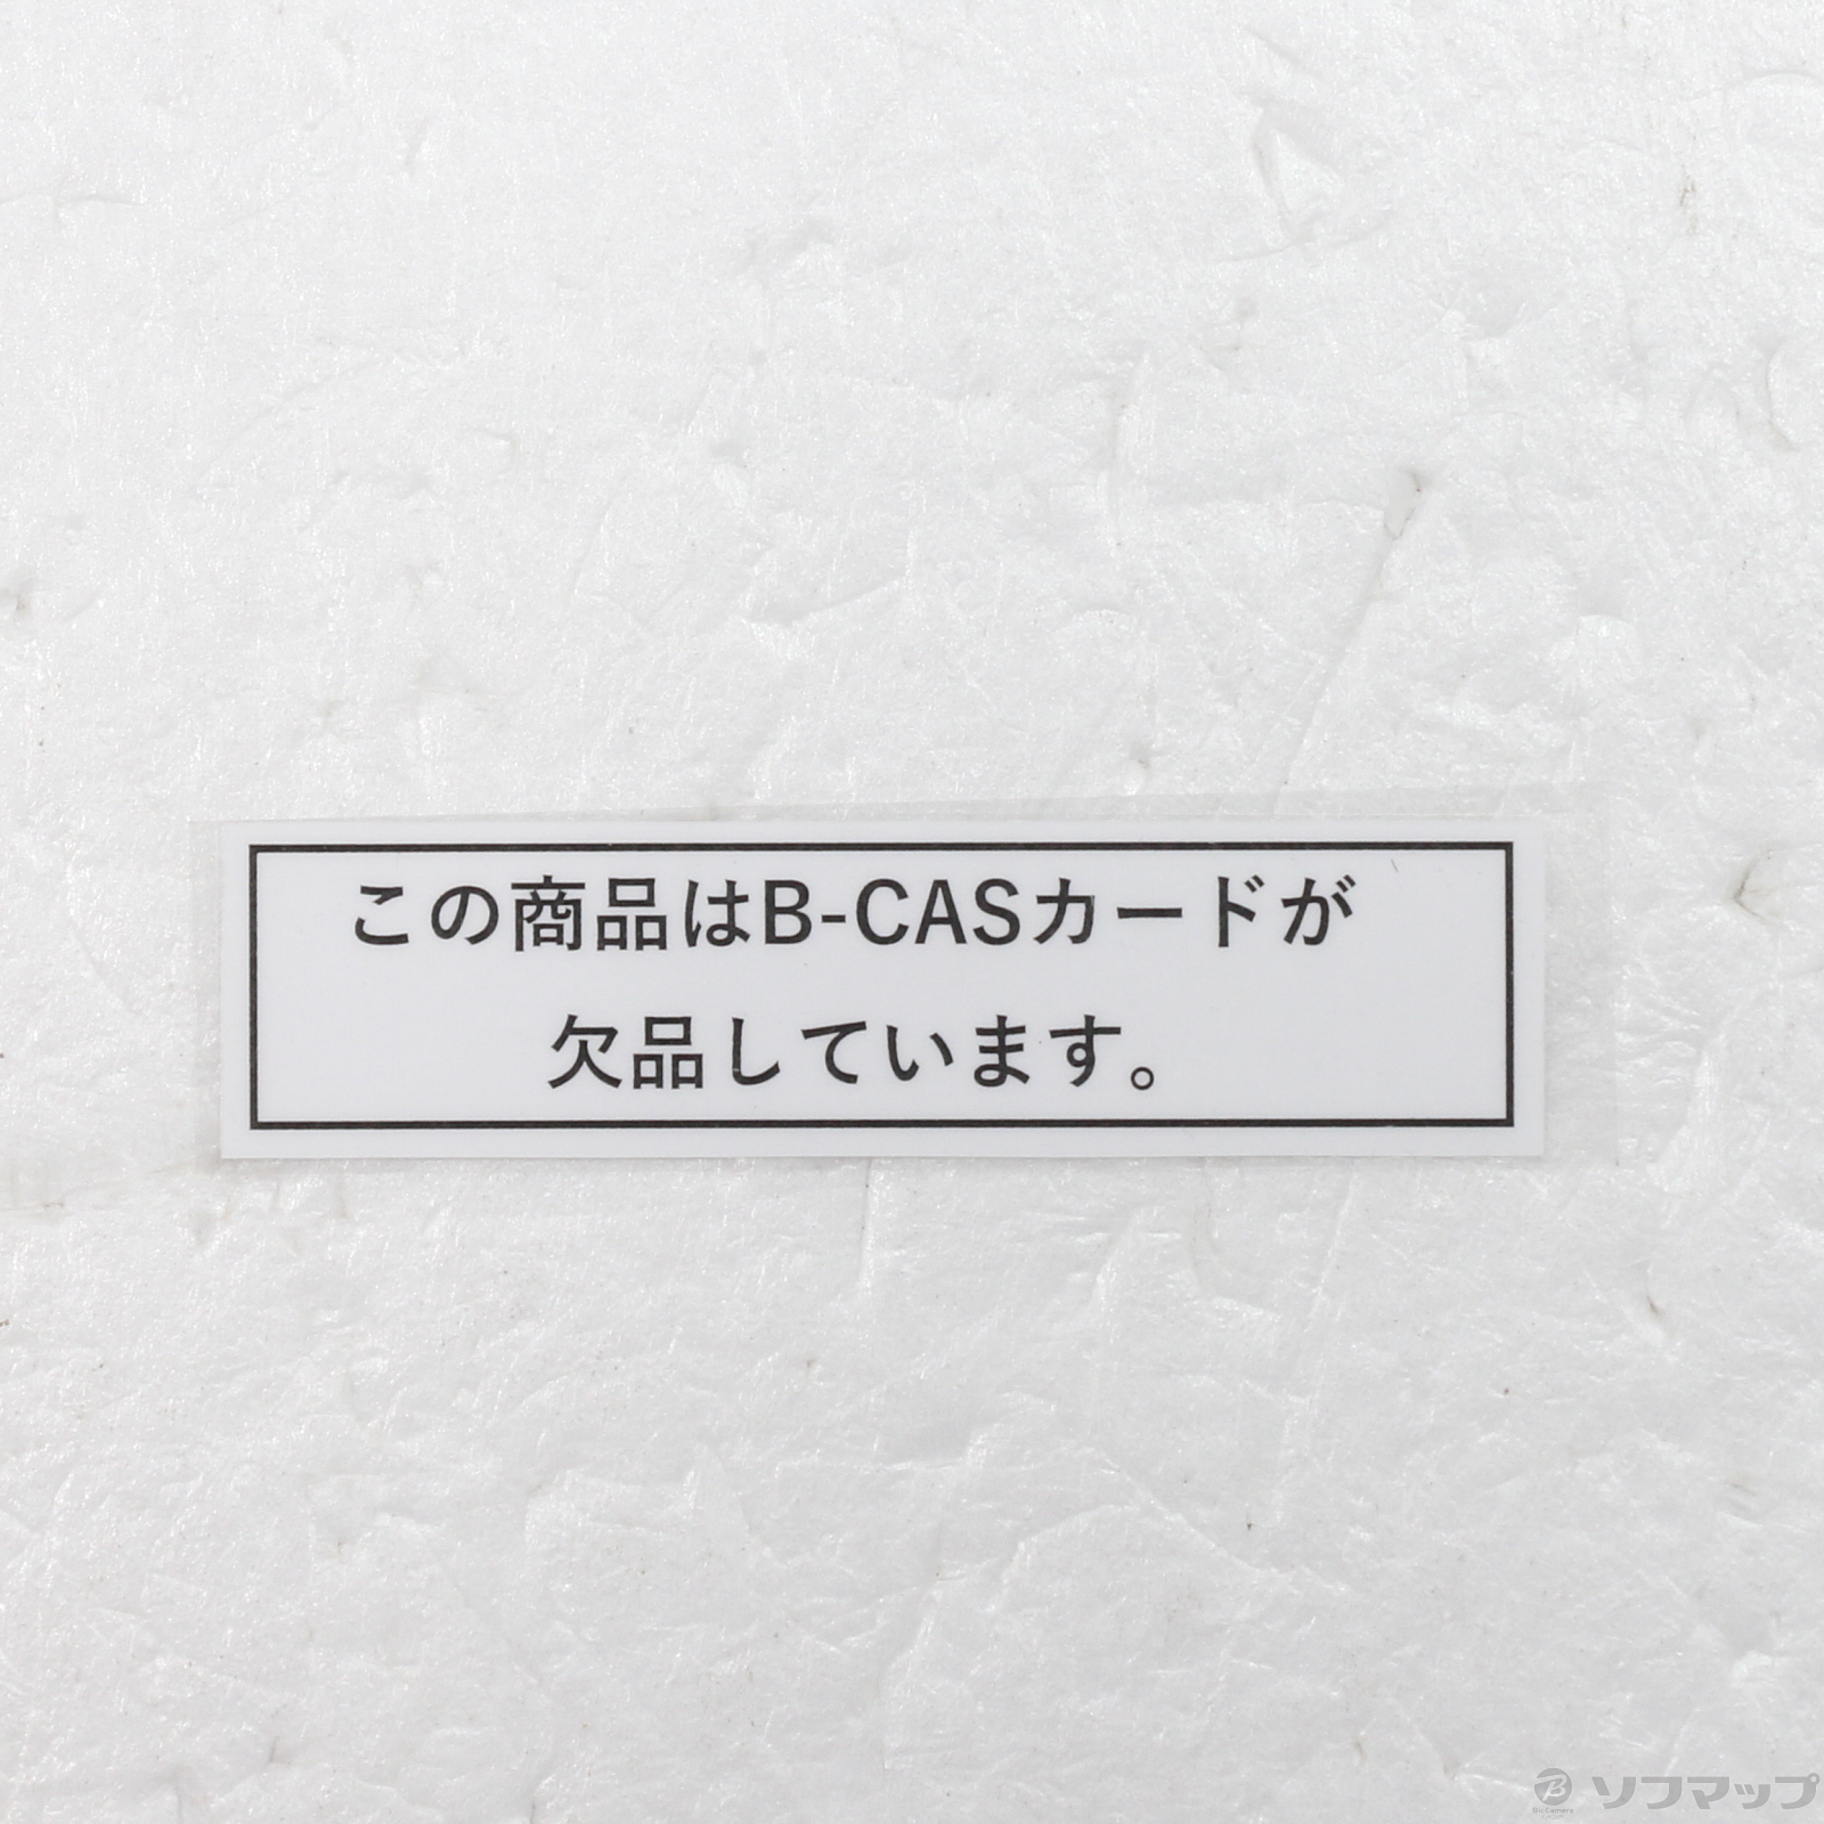 この商品はB-CASカードが
欠品しています。
ソフマップ